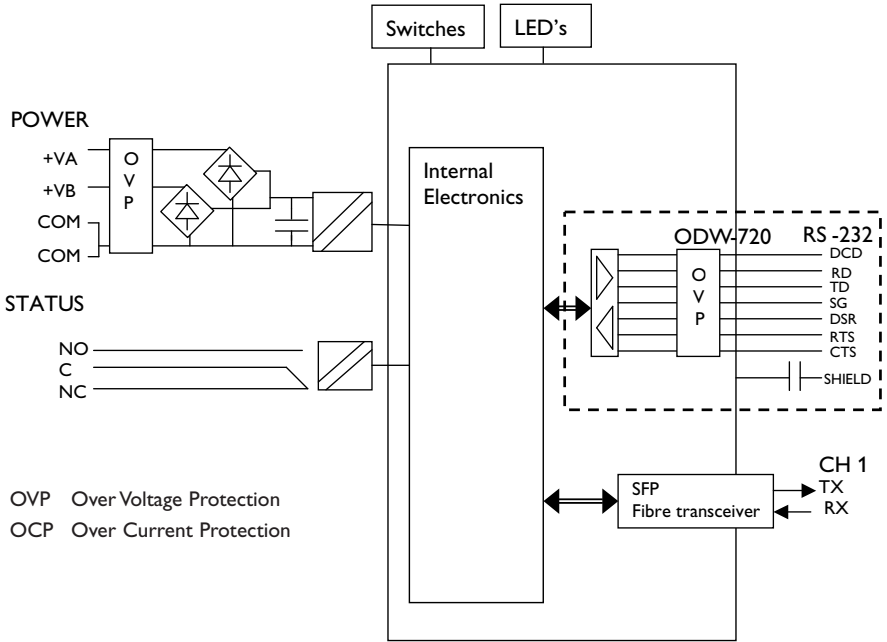 Switches
LED's
POWER
+VA
+VB
COM
COM
O
V
P
Internal
Electronics
STATUS
NO
C
NC
ODW-720
RS -232
O
V
P
DCD
RD
TD
SG
DSR
RTS
CTS
SHIELD
SFP
Fibre transceiver
CH 1
TX
RX
OVP Over Voltage Protection
OCP Over Current Protection